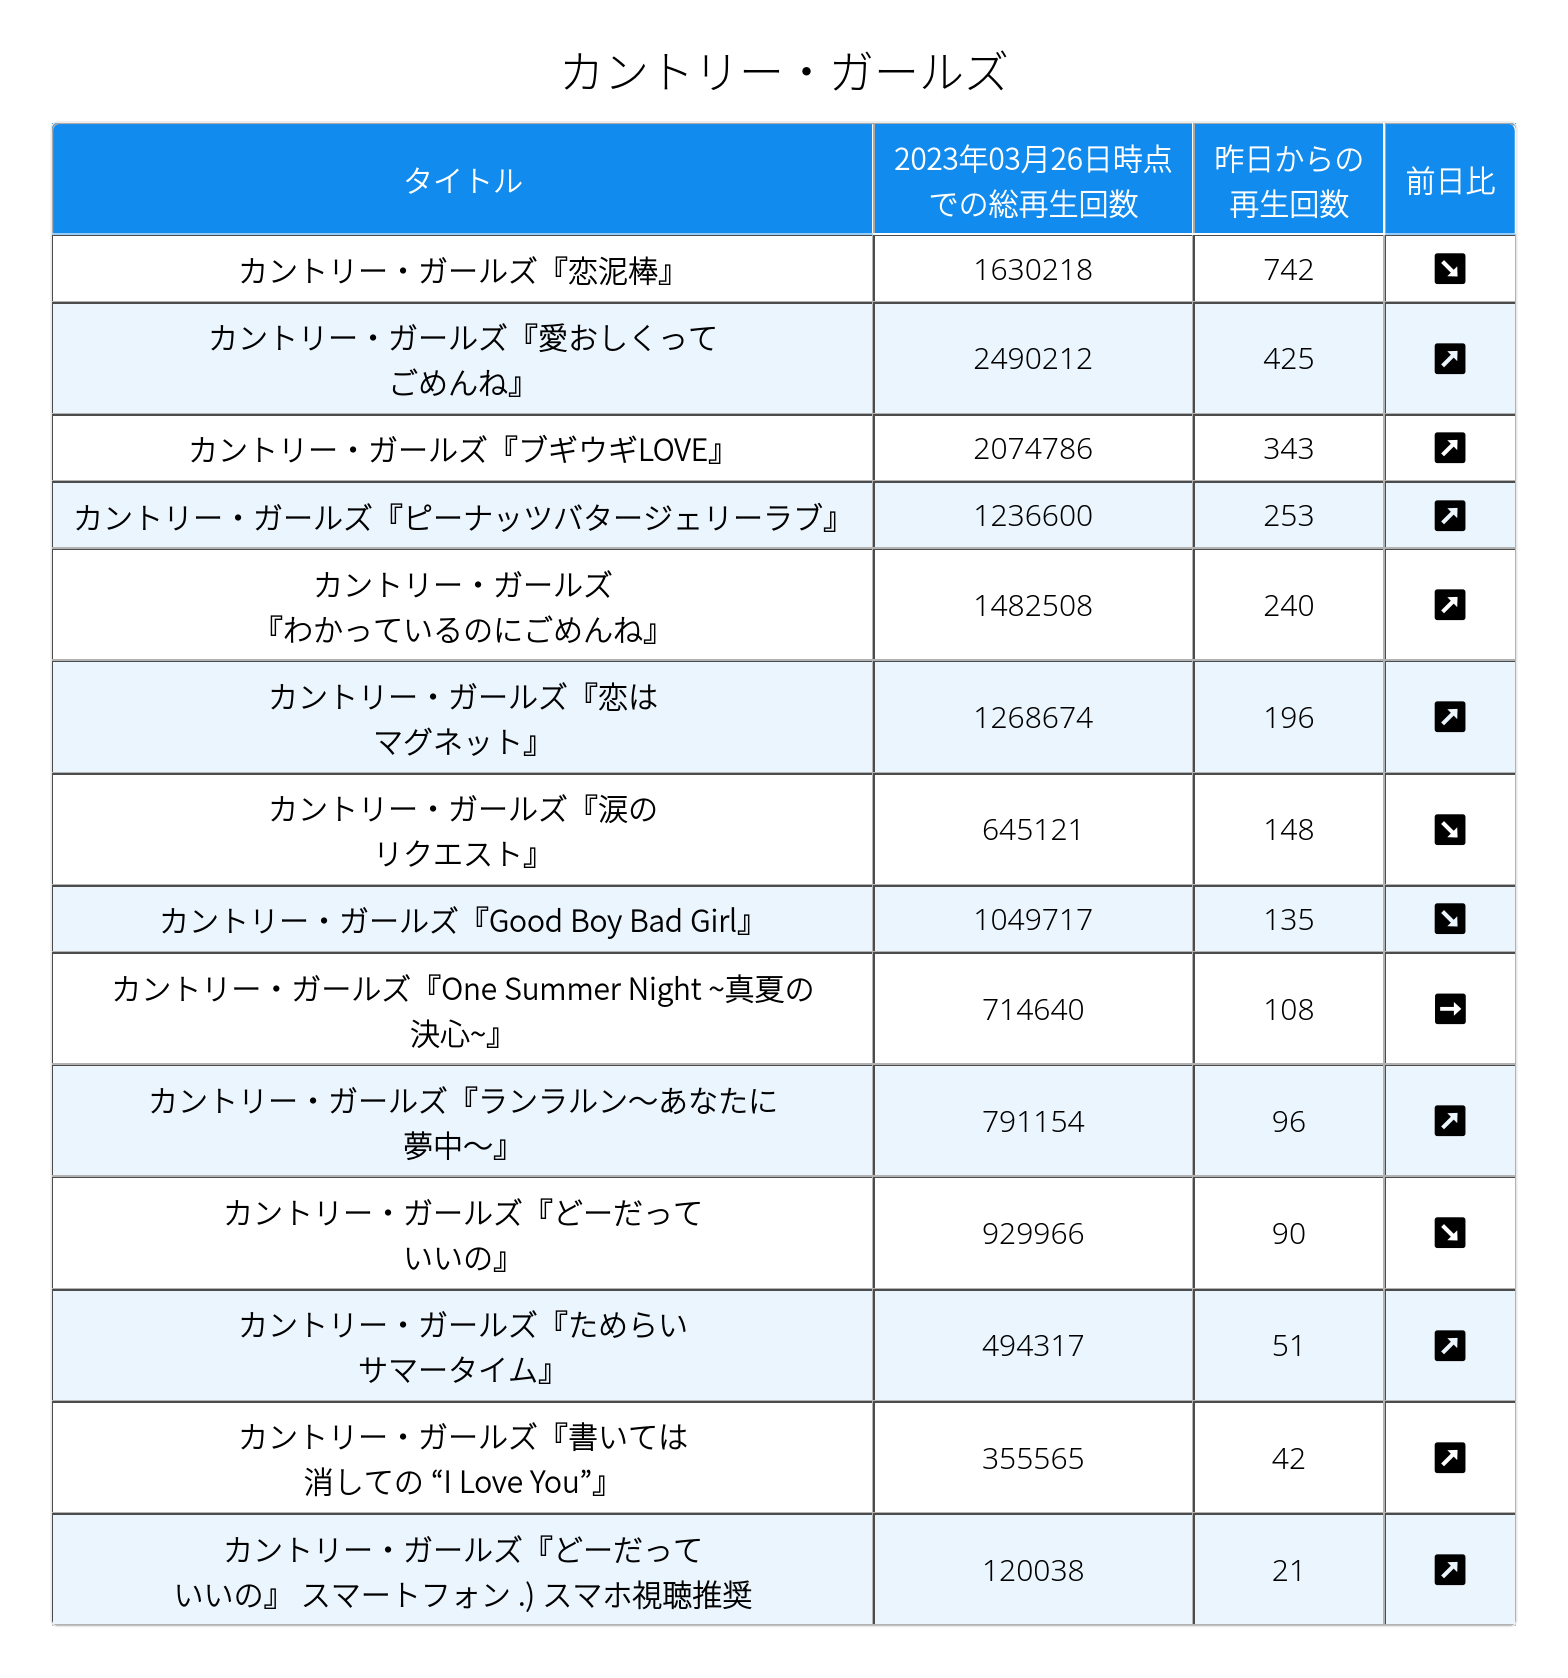 カントリー・ガールズ
タイトル
2023年03月26日時点
での総再生回数
昨日からの
再生回数
前日比
カントリー・ガールズ『恋泥棒』
1630218
742
カントリー・ガールズ『愛おしくって
ごめんね』
2490212
425
カントリー・ガールズ『ブギウギLOVE』
2074786
343
カントリー・ガールズ『ピーナッツバタージェリーラブ』
1236600
253
カントリー・ガールズ
『わかっているのにごめんね』
1482508
240
カントリー・ガールズ『恋は
マグネット』
1268674
196
カントリー・ガールズ『涙の
リクエスト』
645121
148
カントリー・ガールズ『Good Boy Bad Girl』
1049717
135
カントリー・ガールズ『One Summer Night ~真夏の
決心~』
714640
108
カントリー・ガールズ『ランラルン〜あなたに
夢中〜』
791154
96
カントリー・ガールズ『どーだって
いいの』
929966
90
カントリー・ガールズ『ためらい
サマータイム』
494317
51
カントリー・ガールズ『書いては
消しての “I Love You”』
355565
42
カントリー・ガールズ『どーだって
いいの』 スマートフォン .) スマホ視聴推奨
120038
21